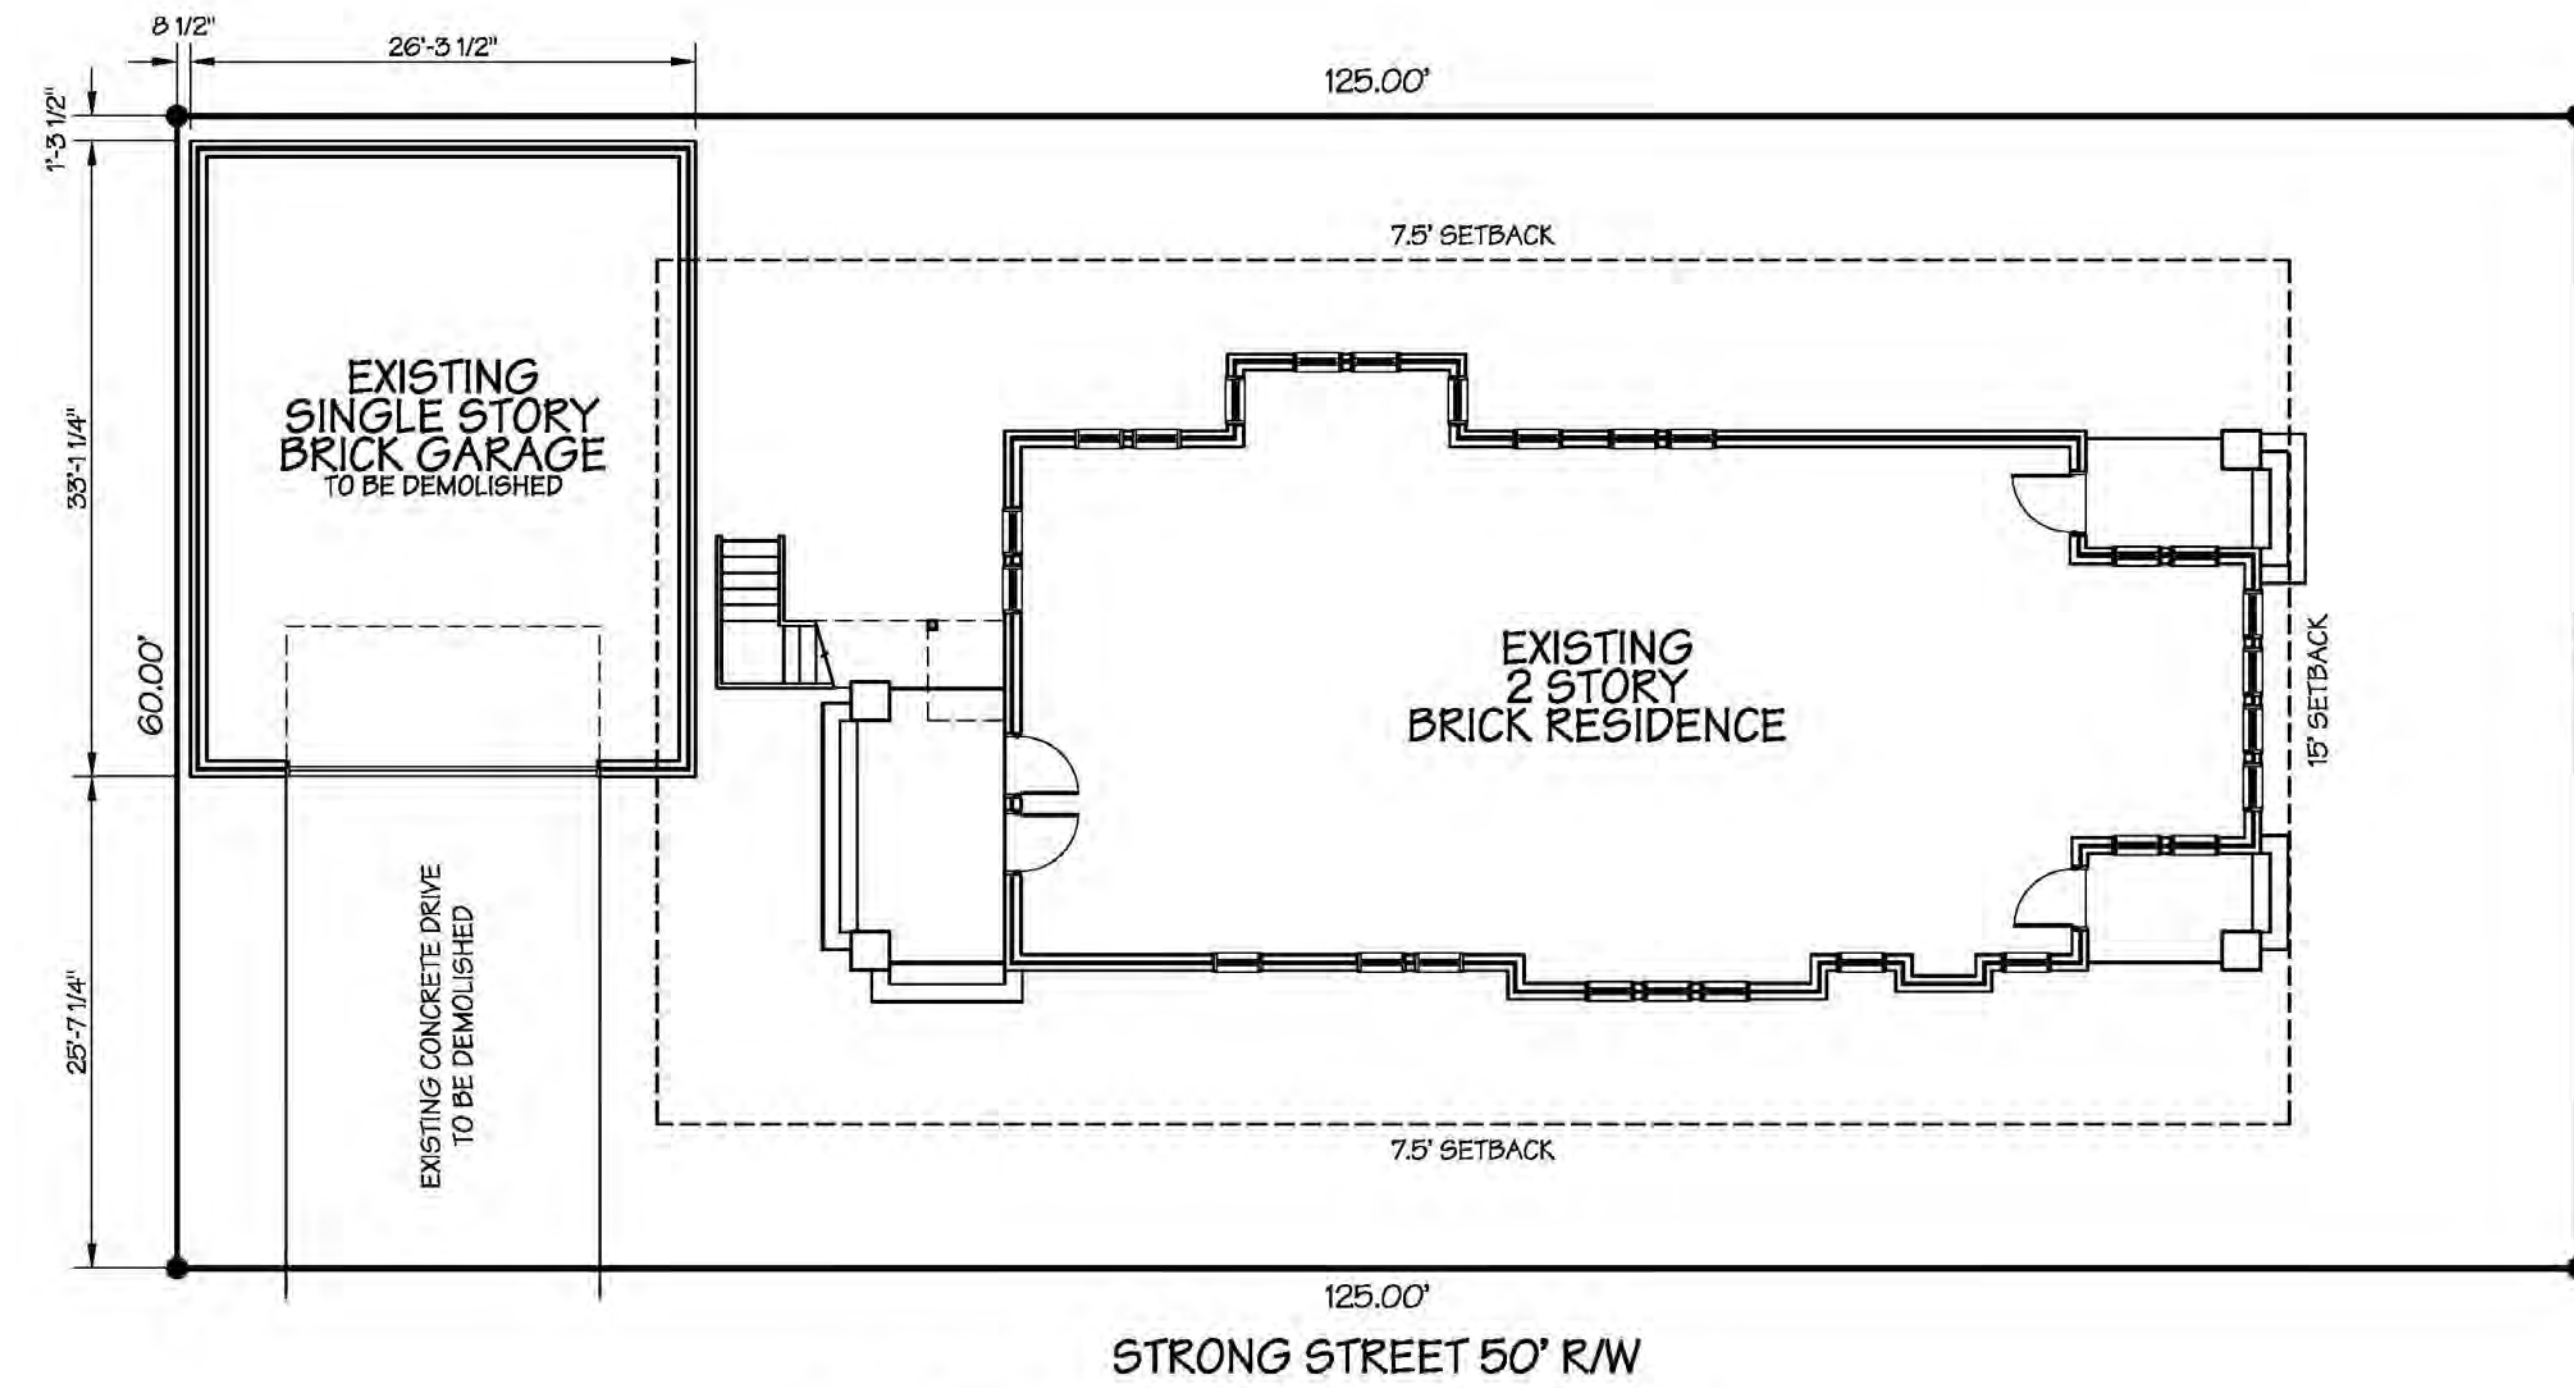 8 1/2"
26'-3 1/2"
125.00'
1'-3 1/2"
7.5' SETBACK
EXISTING
SINGLE STORY
BRICK GARAGE
TO BE DEMOLISHED
33'-1 1/4"
60.00'
EXISTING
2 STORY
BRICK RESIDENCE
15' SETBACK
EXISTING CONCRETE DRIVE
TO BE DEMOLISHED
25'-7 1/4"
7.5' SETBACK
125.00'
STRONG STREET 50' R/W